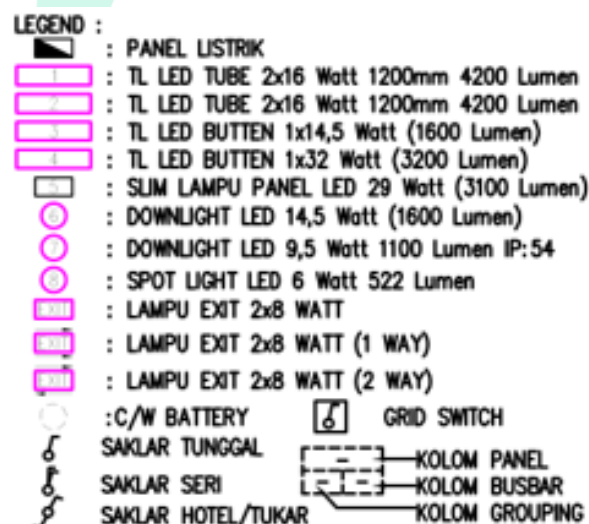 LEGEND :
: PANEL LISTRIK
1 : TL LED TUBE 2x16 Watt 1200mm 4200 Lumen
2 : TL LED TUBE 2x16 Watt 1200mm 4200 Lumen
3 : TL LED BUTTEN 1x14,5 Watt (1600 Lumen)
4 : TL LED BUTTEN 1x32 Watt (3200 Lumen)
5 : SLIM LAMPU PANEL LED 29 Watt (3100 Lumen)
6 : DOWNLIGHT LED 14,5 Watt (1600 Lumen)
7 : DOWNLIGHT LED 9,5 Watt 1100 Lumen IP:54
8 : SPOT LIGHT LED 6 Watt 522 Lumen
EXIT : LAMPU EXIT 2x8 WATT
EXIT : LAMPU EXIT 2x8 WATT (1 WAY)
EXIT : LAMPU EXIT 2x8 WATT (2 WAY)
:C/W BATTERY GRID SWITCH
SAKLAR TUNGGAL
KOLOM PANEL
SAKLAR SERI KOLOM BUSBAR
SAKLAR HOTEL/TUKAR KOLOM GROUPING